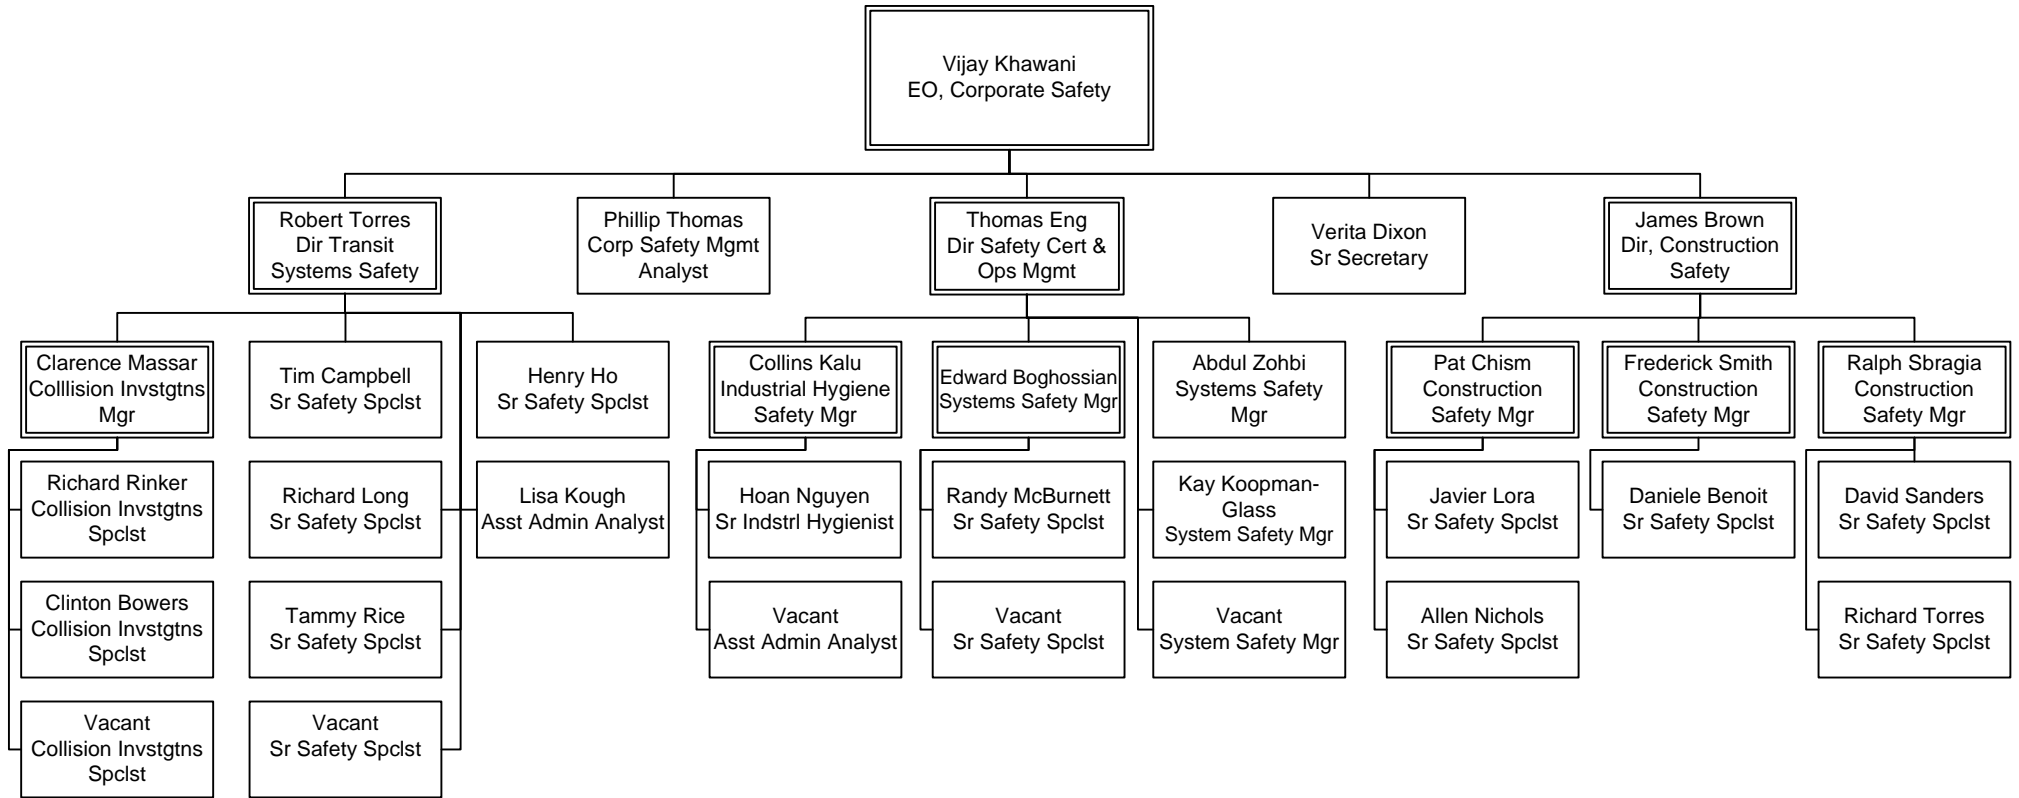 Vijay Khawani
EO, Corporate Safety
Robert Torres
Dir Transit
Systems Safety
Phillip Thomas
Corp Safety Mgmt
Analyst
Thomas Eng
Dir Safety Cert &
Ops Mgmt
Verita Dixon
Sr Secretary
James Brown
Dir, Construction
Safety
Clarence Massar
Colllision Invstgtns
Mgr
Tim Campbell
Sr Safety Spclst
Henry Ho
Sr Safety Spclst
Collins Kalu
Industrial Hygiene
Safety Mgr
Edward Boghossian
Systems Safety Mgr
Abdul Zohbi
Systems Safety
Mgr
Pat Chism
Construction
Safety Mgr
Frederick Smith
Construction
Safety Mgr
Ralph Sbragia
Construction
Safety Mgr
Richard Rinker
Collision Invstgtns
Spclst
Richard Long
Sr Safety Spclst
Lisa Kough
Asst Admin Analyst
Hoan Nguyen
Sr Indstrl Hygienist
Randy McBurnett
Sr Safety Spclst
Kay Koopman-
Glass
System Safety Mgr
Javier Lora
Sr Safety Spclst
Daniele Benoit
Sr Safety Spclst
David Sanders
Sr Safety Spclst
Clinton Bowers
Collision Invstgtns
Spclst
Tammy Rice
Sr Safety Spclst
Vacant
Asst Admin Analyst
Vacant
Sr Safety Spclst
Vacant
System Safety Mgr
Allen Nichols
Sr Safety Spclst
Richard Torres
Sr Safety Spclst
Vacant
Collision Invstgtns
Spclst
Vacant
Sr Safety Spclst